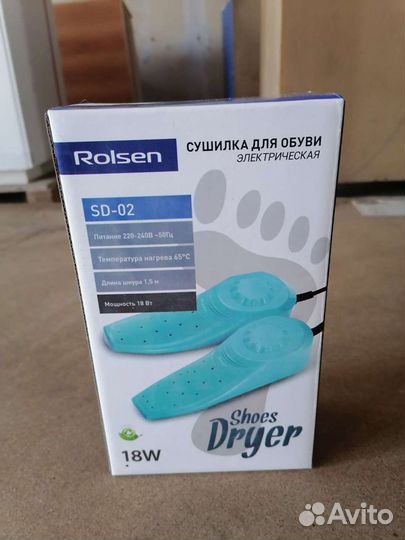 Rolsen
СУШИЛКА ДЛЯ ОБУВИ
ЭЛЕКТРИЧЕСКАЯ
SD-02
Питание 220-240В ~50Гц
Температура нагрева 65°C
Длина шнура 1,5 м
Мощность 18 Вт
Shoes
Dryer
18W
Avito